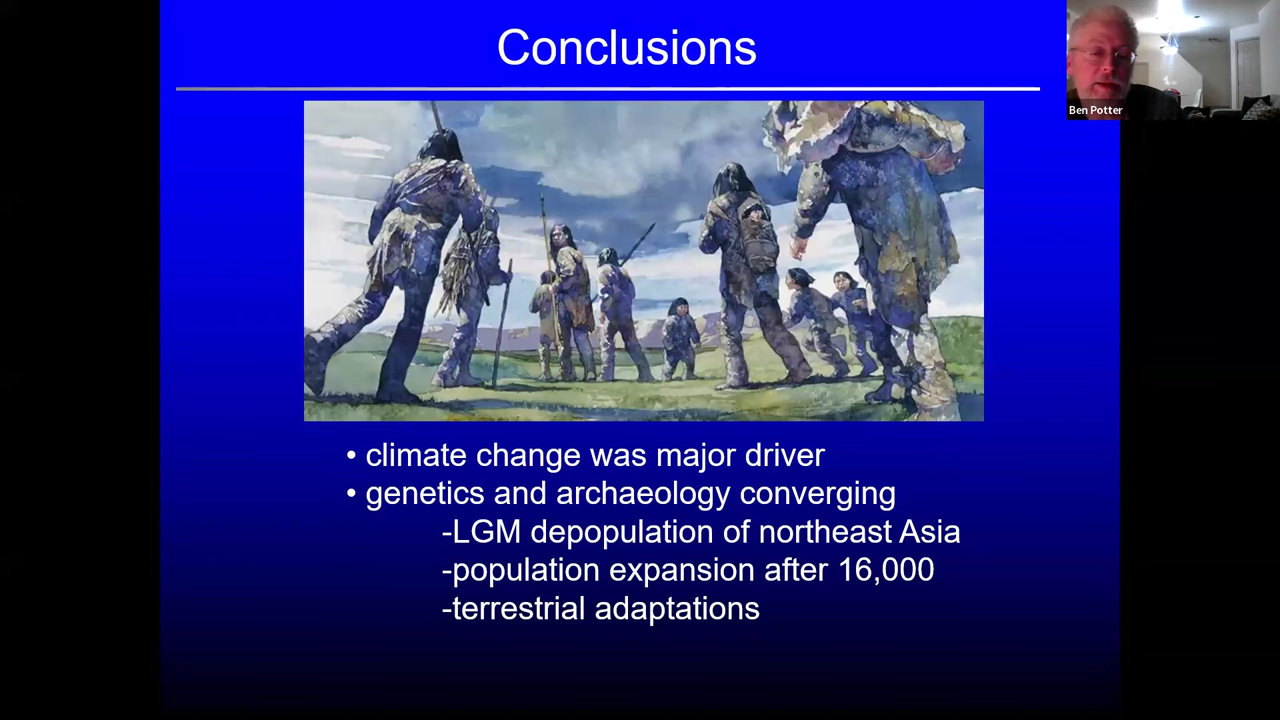 Conclusions
Ben Potter
• climate change was major driver
• genetics and archaeology converging
-LGM depopulation of northeast Asia
-population expansion after 16,000
-terrestrial adaptations